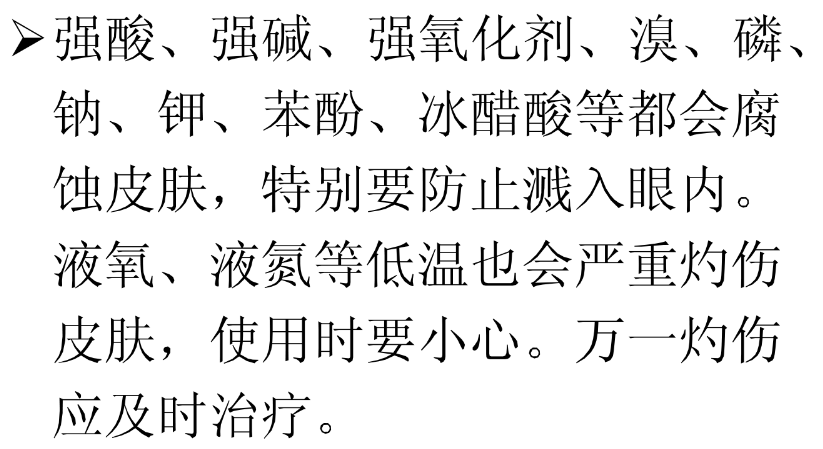 ➢强酸、强碱、强氧化剂、溴、磷、
钠、钾、苯酚、冰醋酸等都会腐
蚀皮肤，特别要防止溅入眼内。
液氧、液氮等低温也会严重灼伤
皮肤，使用时要小心。万一灼伤
应及时治疗。